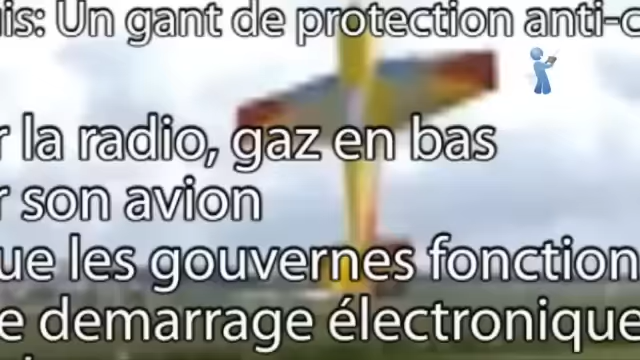 is: Un gant de protection anti-c
r la radio, gaz en bas
r son avion
ue les gouvernes fonction
e demarrage électronique